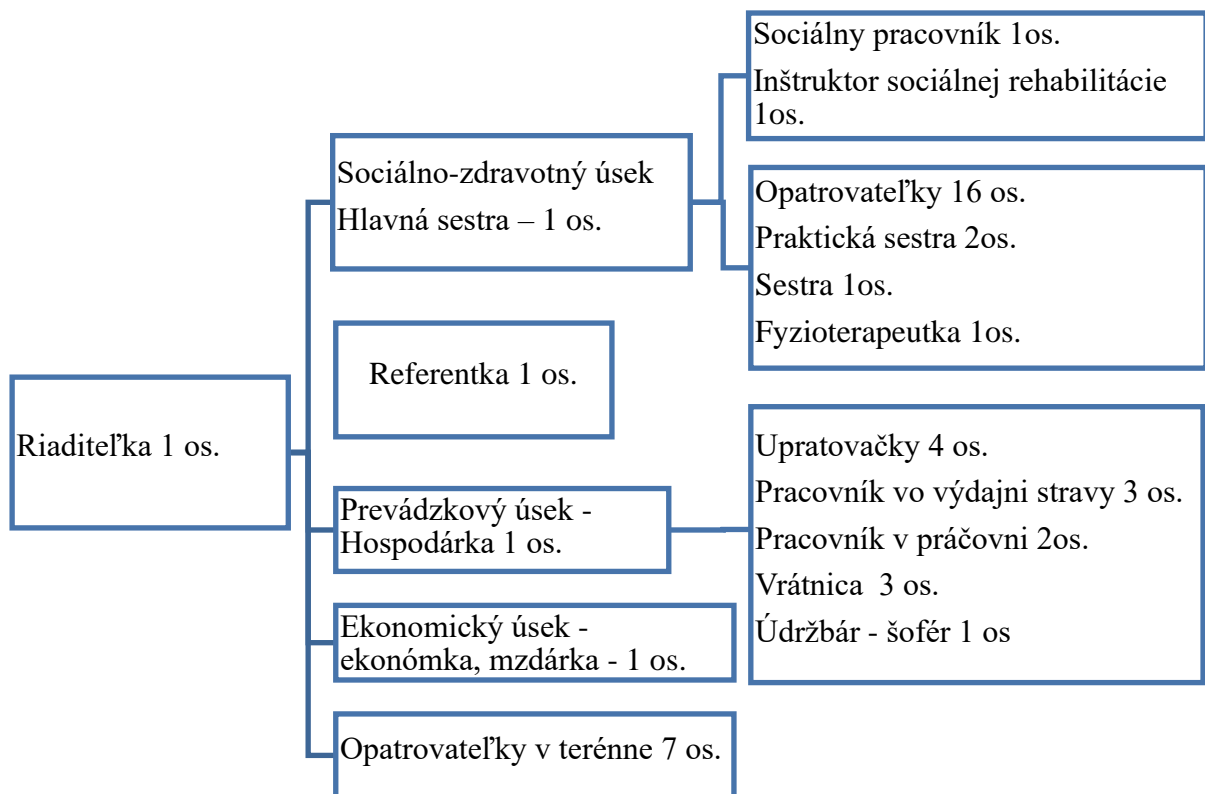 Sociálny pracovník 1os.
Inštruktor sociálnej rehabilitácie
1os.
Sociálno-zdravotný úsek
Hlavná sestra – 1 os.
Opatrovateľky 16 os.
Praktická sestra 2os.
Sestra 1os.
Fyzioterapeutka 1os.
Referentka 1 os.
Riaditeľka 1 os.
Prevádzkový úsek -
Hospodárka 1 os.
Upratovačky 4 os.
Pracovník vo výdajni stravy 3 os.
Pracovník v práčovni 2os.
Vrátnica  3 os.
Údržbár - šofér 1 os
Ekonomický úsek -
ekonómka, mzdárka - 1 os.
Opatrovateľky v terénne 7 os.